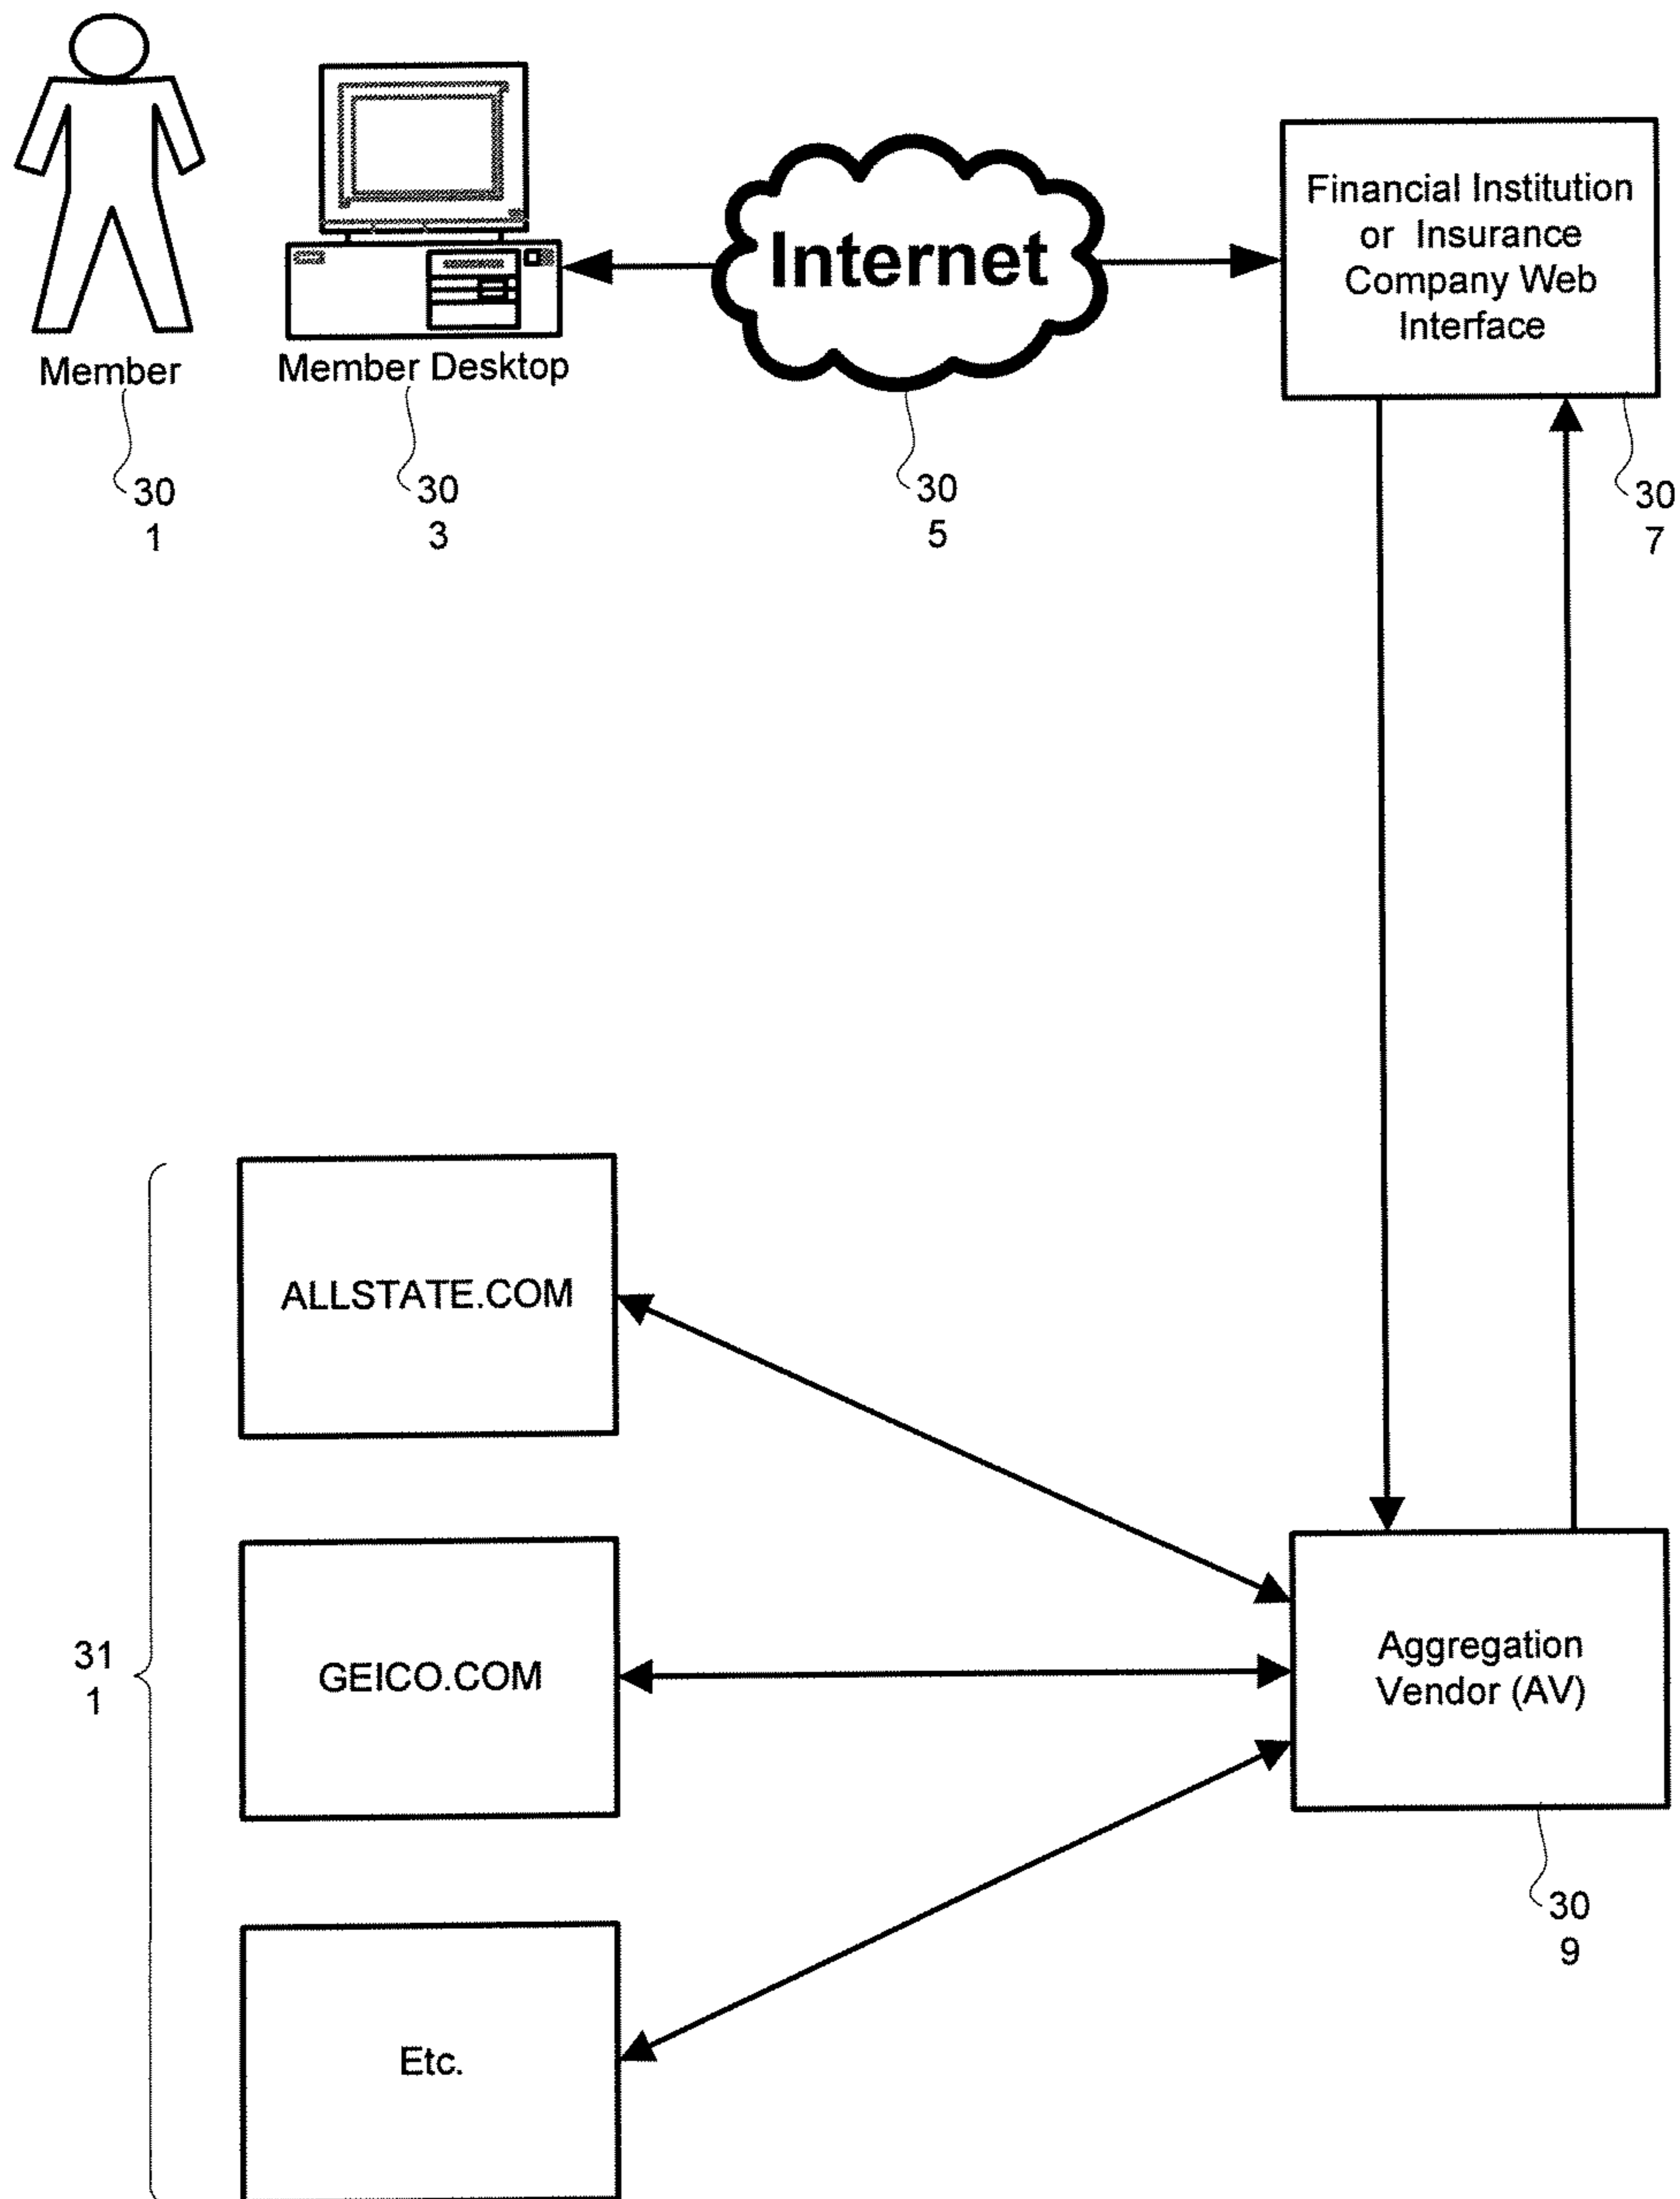 Internet
Financial Institution
or Insurance
Company Web
Interface
Member
Member Desktop
30
1
30
3
30
5
30
7
ALLSTATE.COM
GEICO.COM
Etc.
31
1
Aggregation
Vendor (AV)
30
9